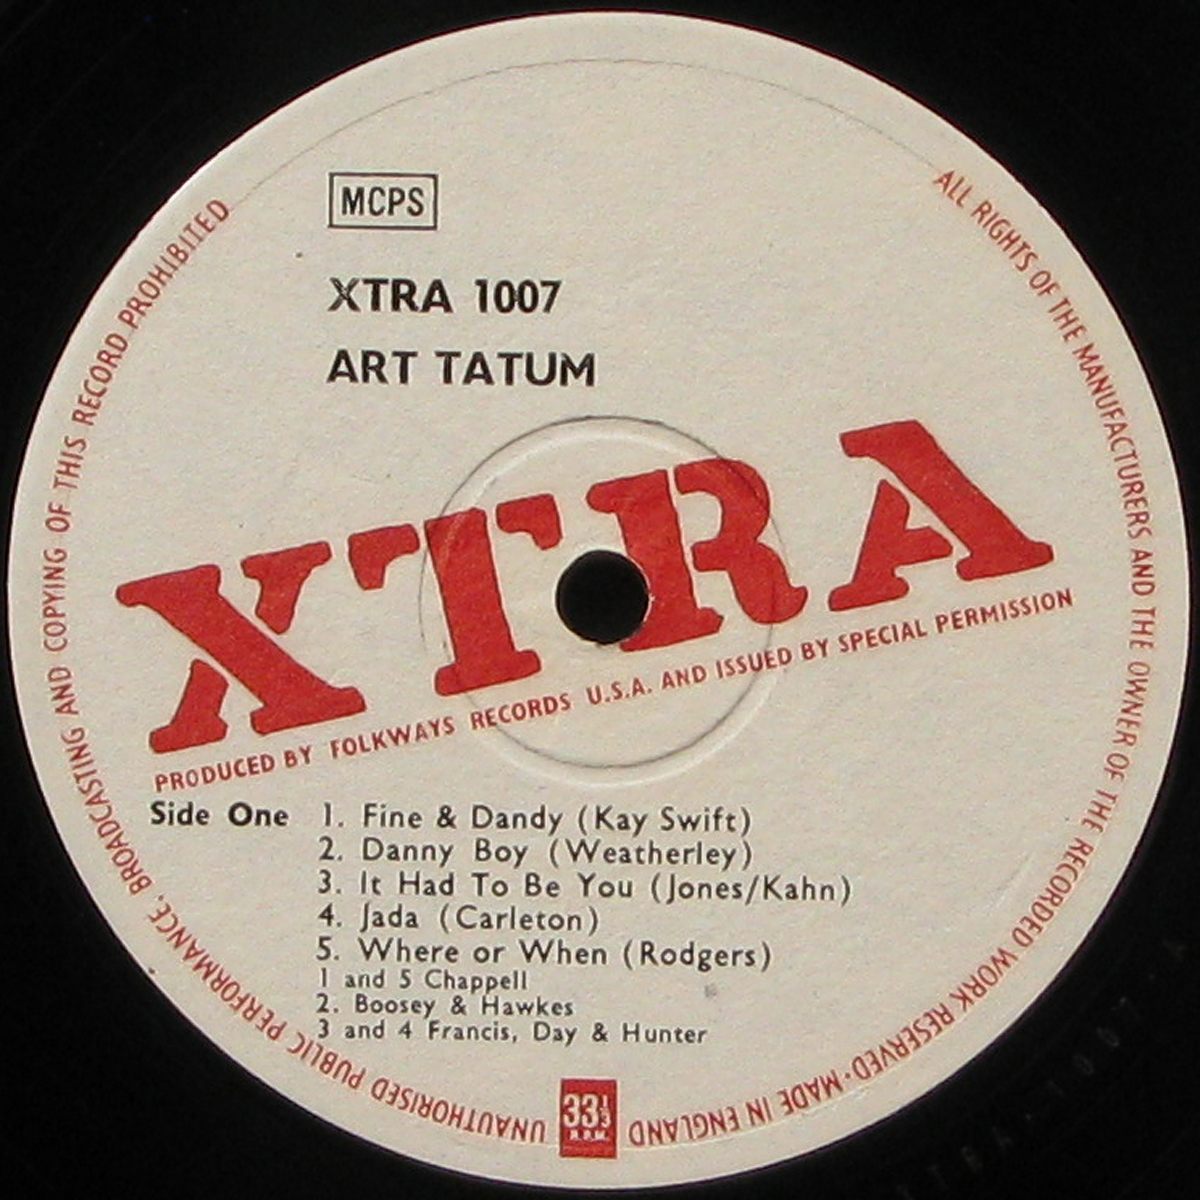 MCPS
XTRA 1007
ART TATUM
XTRA
PRODUCED BY FOLKWAYS RECORDS U.S.A. AND ISSUED BY SPECIAL PERMISSION
Side One 1. Fine & Dandy (Kay Swift)
2. Danny Boy (Weatherley)
3. It Had To Be You (Jones/Kahn)
4. Jada (Carleton)
5. Where or When (Rodgers)
1 and 5 Chappell
2. Boosey & Hawkes
3 and 4 Francis, Day & Hunter
33⅓
R.P.M.
ALL RIGHTS OF THE MANUFACTURERS AND THE OWNER OF THE RECORDED WORK RESERVED · MADE IN ENGLAND
UNAUTHORISED PUBLIC PERFORMANCE, BROADCASTING AND COPYING OF THIS RECORD PROHIBITED